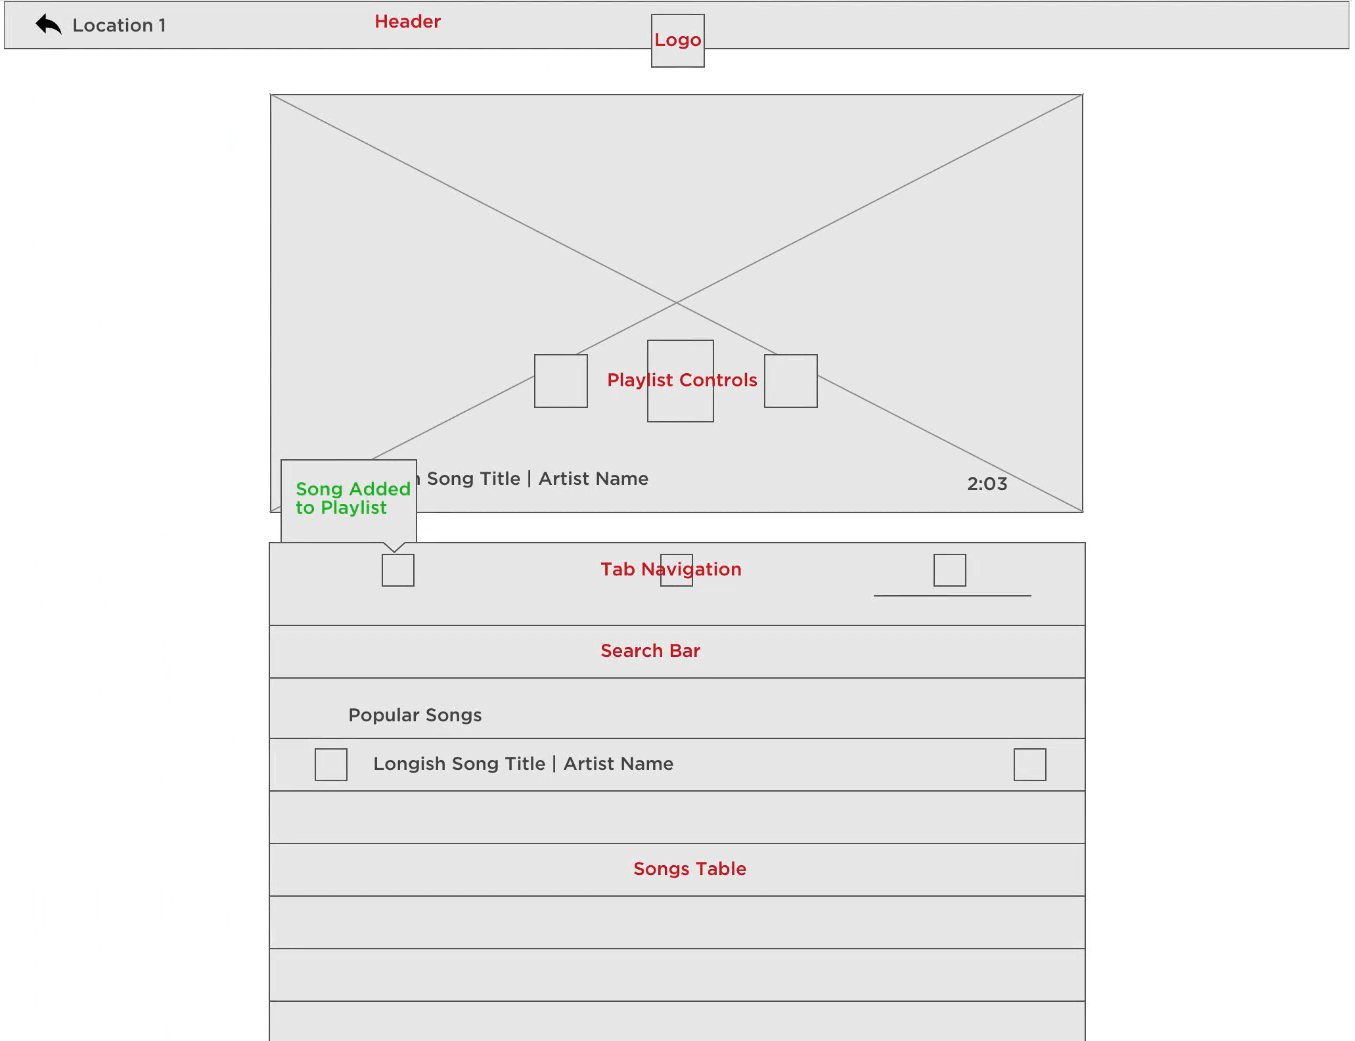 Location 1
Header
Logo
Playlist Controls
Song Title | Artist Name
2:03
Song Added
to Playlist
Tab Navigation
Search Bar
Popular Songs
Longish Song Title | Artist Name
Songs Table